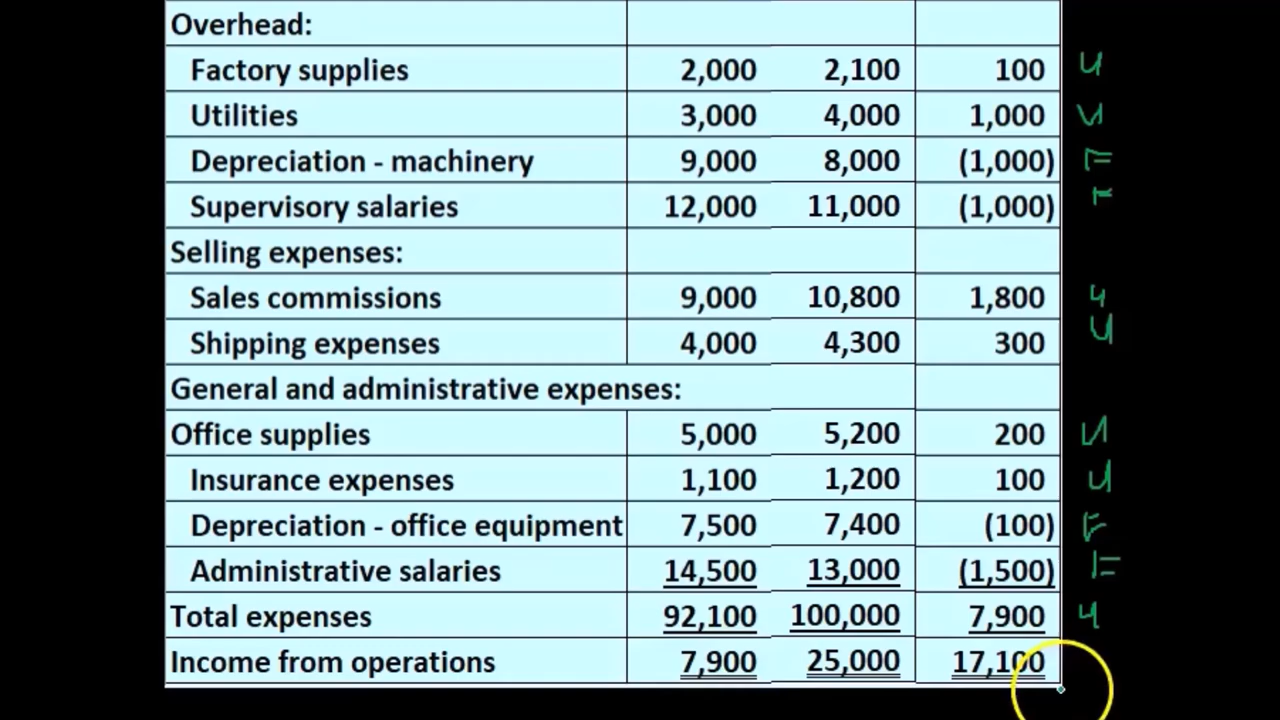 Overhead:
Factory supplies 2,000 2,100 100 U
Utilities 3,000 4,000 1,000 U
Depreciation - machinery 9,000 8,000 (1,000) F
Supervisory salaries 12,000 11,000 (1,000) F
Selling expenses:
Sales commissions 9,000 10,800 1,800 U
Shipping expenses 4,000 4,300 300 U
General and administrative expenses:
Office supplies 5,000 5,200 200 U
Insurance expenses 1,100 1,200 100 U
Depreciation - office equipment 7,500 7,400 (100) F
Administrative salaries 14,500 13,000 (1,500) F
Total expenses 92,100 100,000 7,900 U
Income from operations 7,900 25,000 17,100